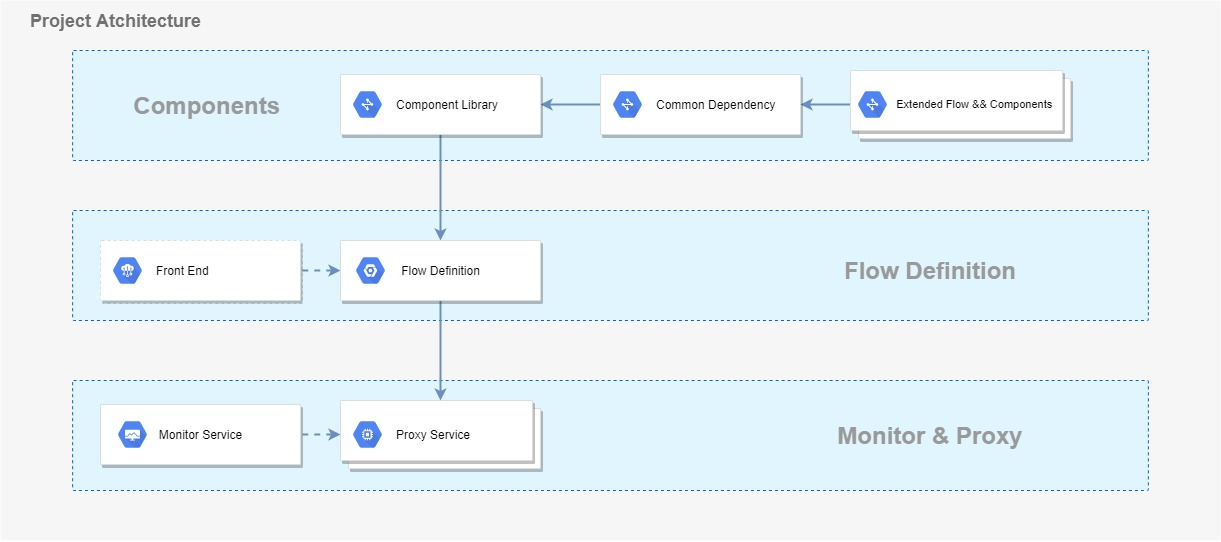 Project Atchitecture
Components
Component Library
Common Dependency
Extended Flow && Components
Front End
Flow Definition
Flow Definition
Monitor Service
Proxy Service
Monitor & Proxy